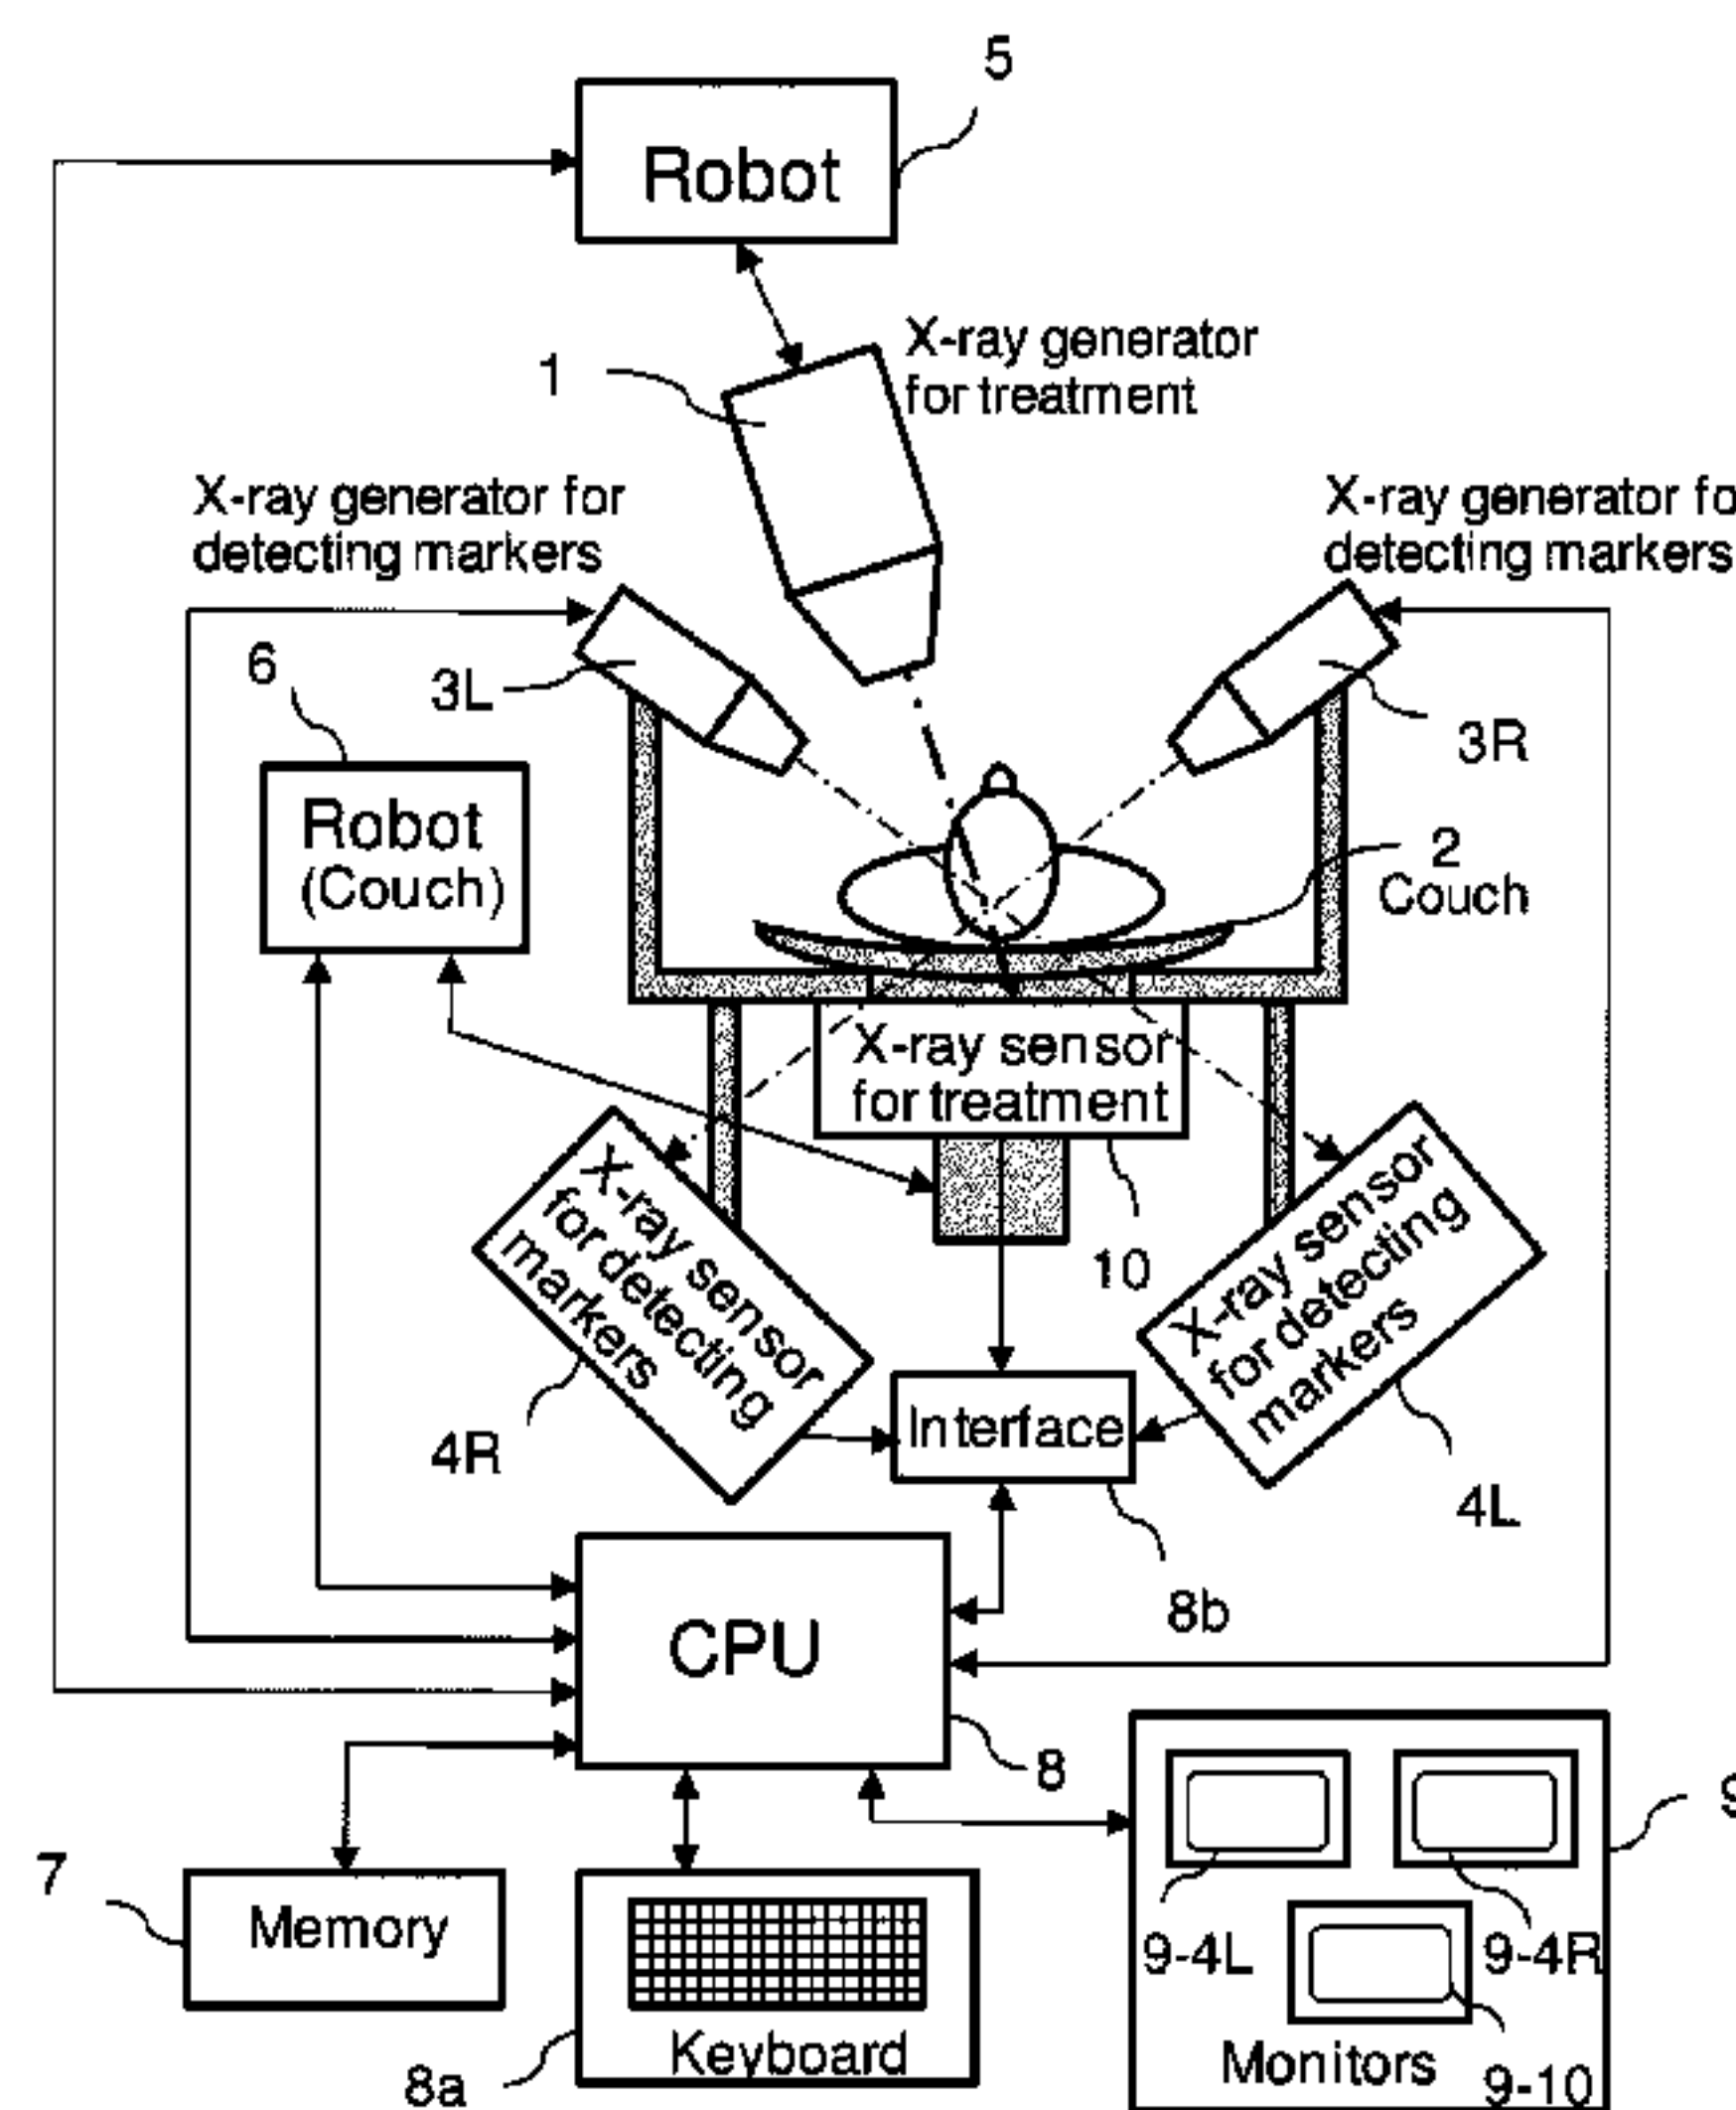 5
Robot
1
X-ray generator
for treatment
X-ray generator for
detecting markers
X-ray generator fo
detecting markers
6
3L
3R
Robot
(Couch)
2
Couch
X-ray sensor
for treatment
X-ray sensor
for detecting
markers
10
X-ray sensor
for detecting
markers
Interface
4R
4L
8b
CPU
8
9
7
Memory
9-4L
9-4R
Keyboard
8a
Monitors
9-10